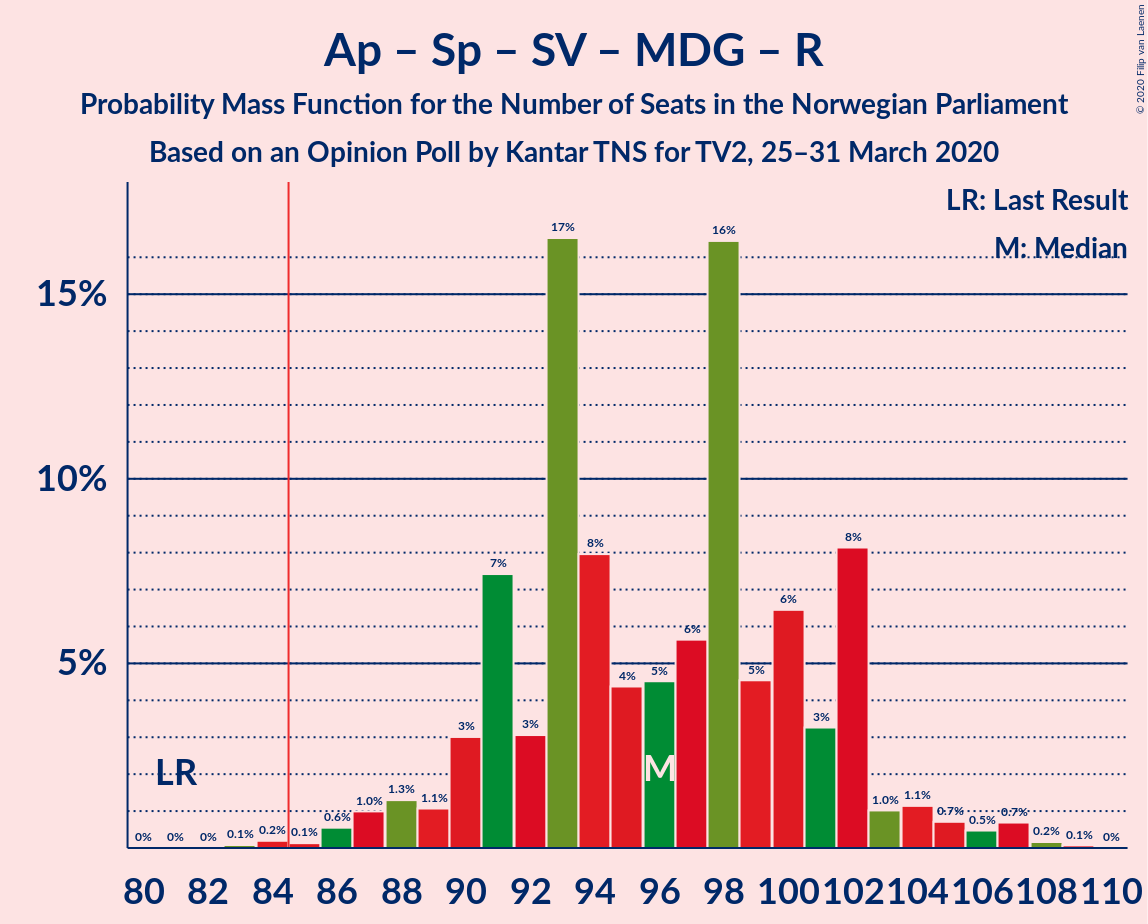 Ap – Sp – SV – MDG – R
Probability Mass Function for the Number of Seats in the Norwegian Parliament
Based on an Opinion Poll by Kantar TNS for TV2, 25–31 March 2020
© 2020 Filip van Laenen
LR: Last Result
M: Median
15%
10%
5%
17%
16%
8%
8%
7%
6%
6%
5%
5%
4%
3%
3%
3%
LR
M
0% 0% 0% 0.1% 0.2% 0.1% 0.6% 1.0% 1.3% 1.1% 1.0% 1.1% 0.7% 0.5% 0.7% 0.2% 0.1% 0%
80 82 84 86 88 90 92 94 96 98 100 102 104 106 108 110